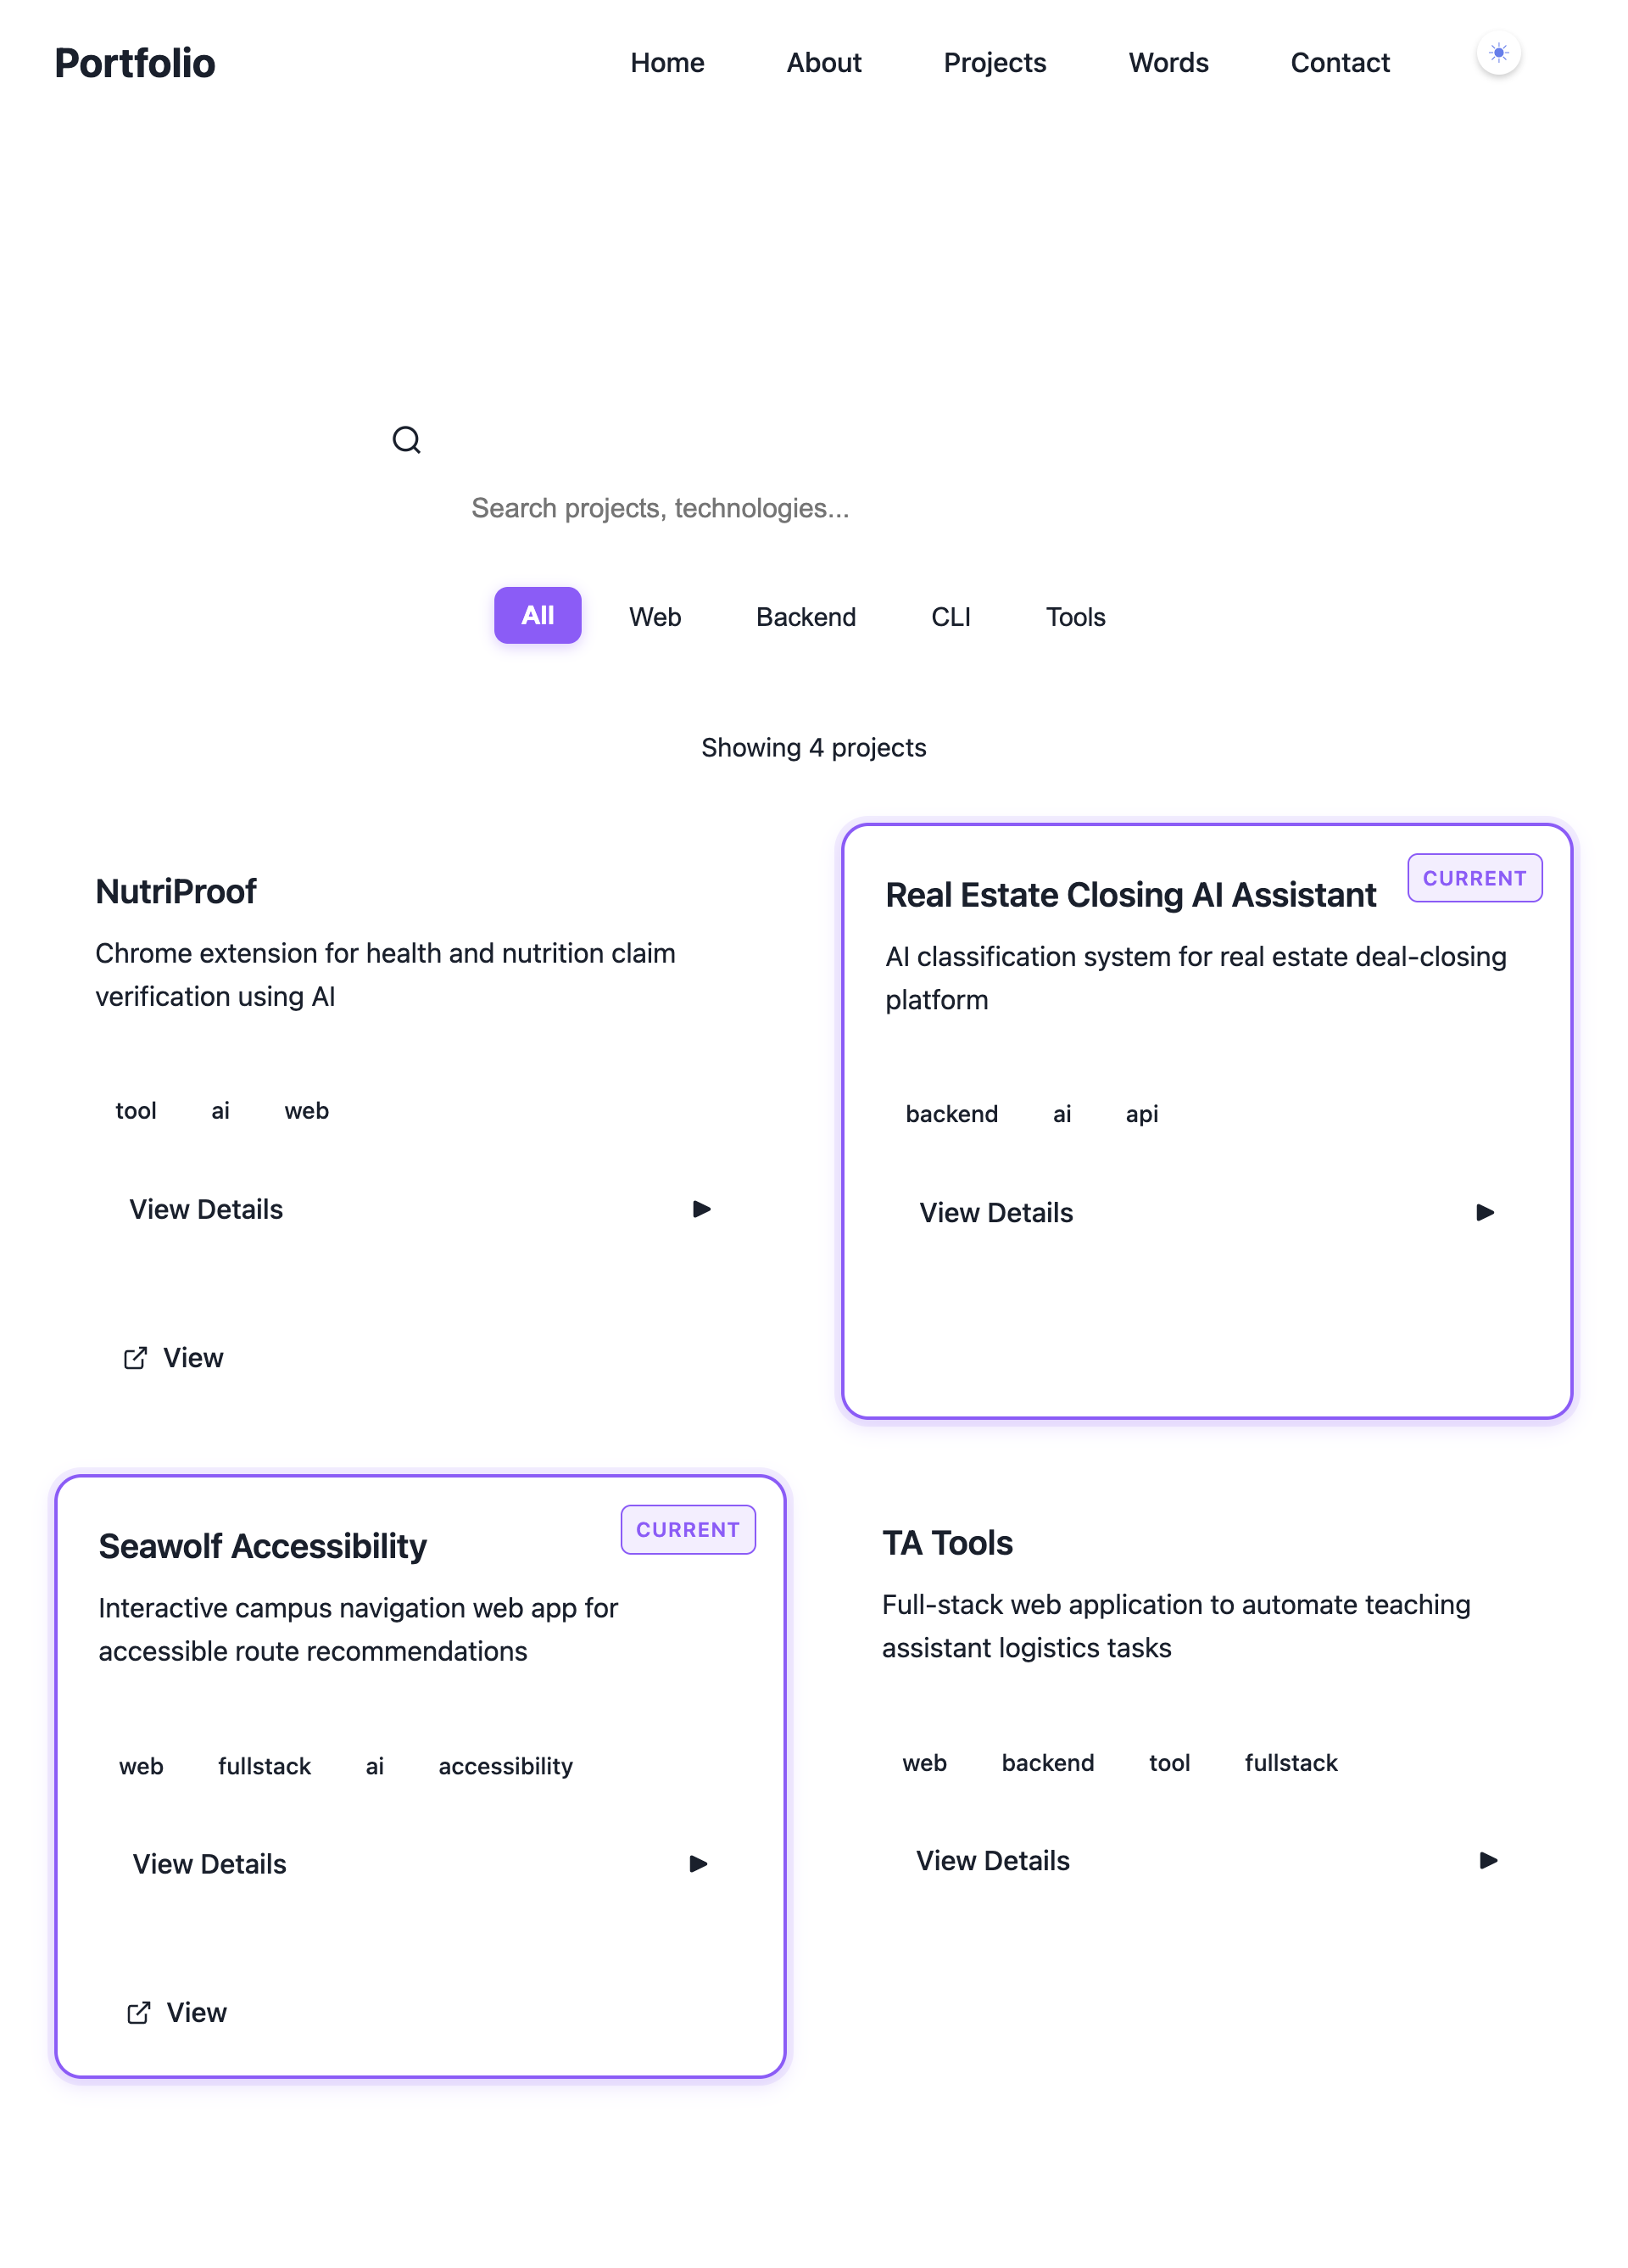 Portfolio
Home
About
Projects
Words
Contact
Search projects, technologies...
All
Web
Backend
CLI
Tools
Showing 4 projects
NutriProof
Chrome extension for health and nutrition claim
verification using AI
tool
ai
web
View Details
View
CURRENT
Real Estate Closing AI Assistant
AI classification system for real estate deal-closing
platform
backend
ai
api
View Details
CURRENT
Seawolf Accessibility
Interactive campus navigation web app for
accessible route recommendations
web
fullstack
ai
accessibility
View Details
View
TA Tools
Full-stack web application to automate teaching
assistant logistics tasks
web
backend
tool
fullstack
View Details